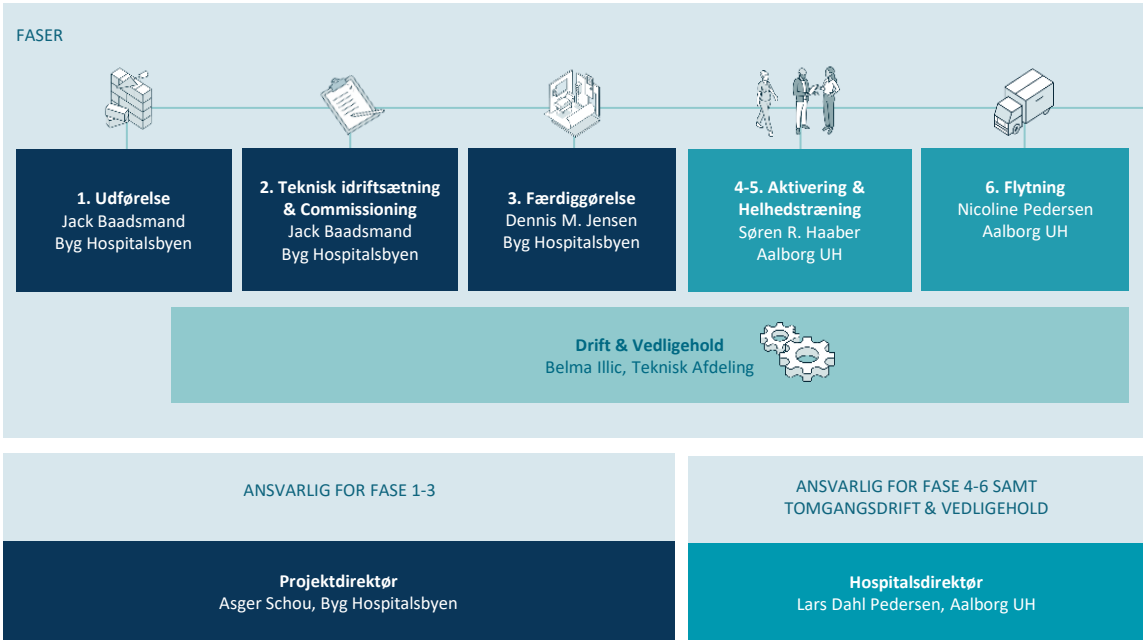 FASER
1. Udførelse
Jack Baadsmand
Byg Hospitalsbyen
2. Teknisk idriftsætning
& Commissioning
Jack Baadsmand
Byg Hospitalsbyen
3. Færdiggørelse
Dennis M. Jensen
Byg Hospitalsbyen
4-5. Aktivering &
Helhedstræning
Søren R. Haaber
Aalborg UH
6. Flytning
Nicoline Pedersen
Aalborg UH
Drift & Vedligehold
Belma Illic, Teknisk Afdeling
ANSVARLIG FOR FASE 1-3
Projektdirektør
Asger Schou, Byg Hospitalsbyen
ANSVARLIG FOR FASE 4-6 SAMT
TOMGANGSDRIFT & VEDLIGEHOLD
Hospitalsdirektør
Lars Dahl Pedersen, Aalborg UH